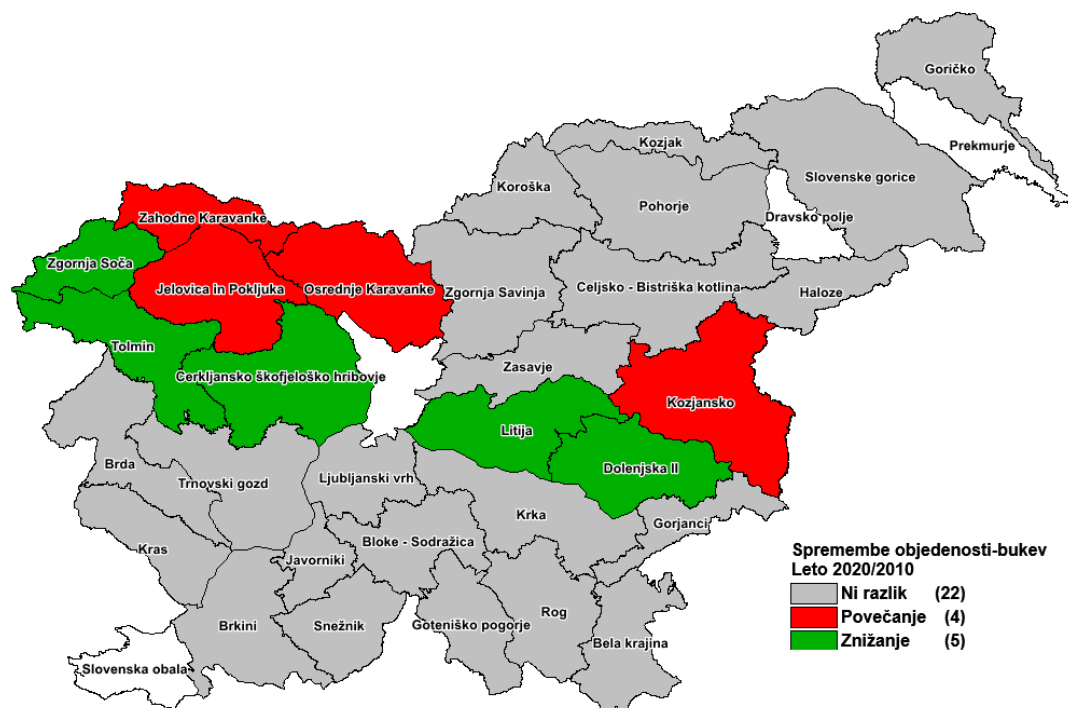 Goričko
Prekmurje
Kozjak
Slovenske gorice
Koroška
Pohorje
Dravsko polje
Zahodne Karavanke
Zgornja Soča
Jelovica in Pokljuka
Osrednje Karavanke
Zgornja Savinja
Celjsko - Bistriška kotlina
Haloze
Tolmin
Cerkljansko škofjeloško hribovje
Zasavje
Kozjansko
Litija
Dolenjska II
Brda
Trnovski gozd
Ljubljanski vrh
Krka
Gorjanci
Kras
Javorniki
Bloke - Sodražica
Brkini
Snežnik
Goteniško pogorje
Rog
Bela krajina
Slovenska obala
Spremembe objedenosti-bukev
Leto 2020/2010
Ni razlik (22)
Povečanje (4)
Znižanje (5)